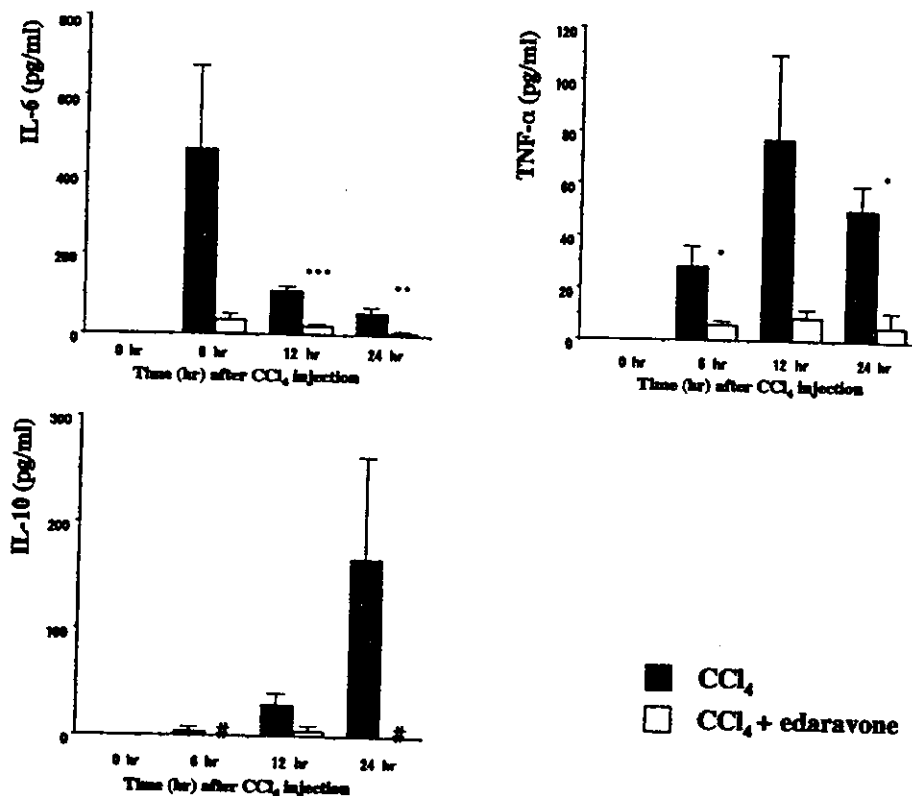 IL-6 (pg/ml)
800
600
400
200
0
***
**
0 hr 6 hr 12 hr 24 hr
Time (hr) after CCl4 injection
TNF-α (pg/ml)
120
100
80
60
40
20
0
*
*
0 hr 6 hr 12 hr 24 hr
Time (hr) after CCl4 injection
IL-10 (pg/ml)
300
200
100
0
#
#
0 hr 6 hr 12 hr 24 hr
Time (hr) after CCl4 injection
CCl4
CCl4 + edaravone